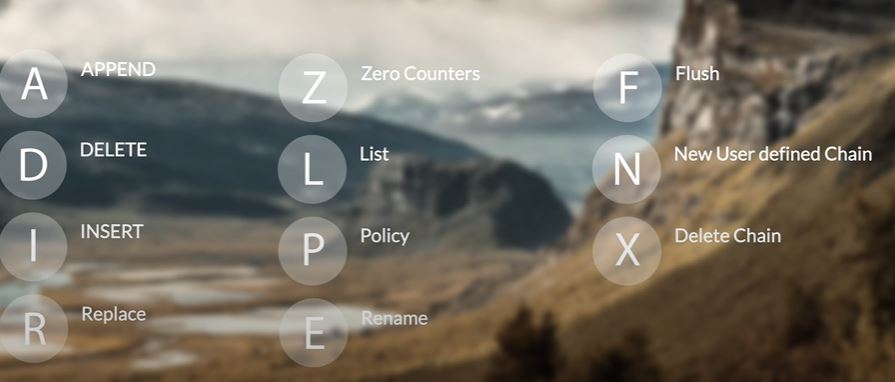 A APPEND
D DELETE
I INSERT
R Replace
Z Zero Counters
L List
P Policy
E Rename
F Flush
N New User defined Chain
X Delete Chain